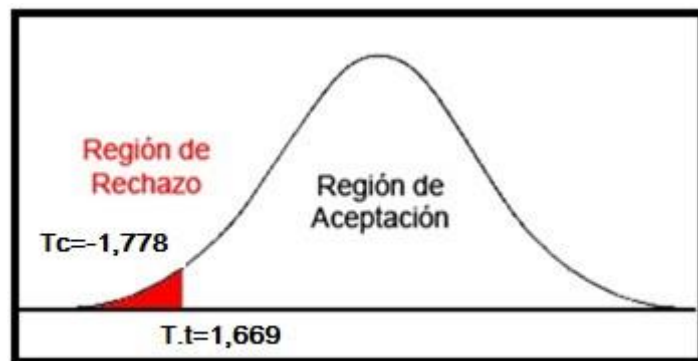 Región de
Rechazo
Región de
Aceptación
Tc=-1,778
T.t=1,669